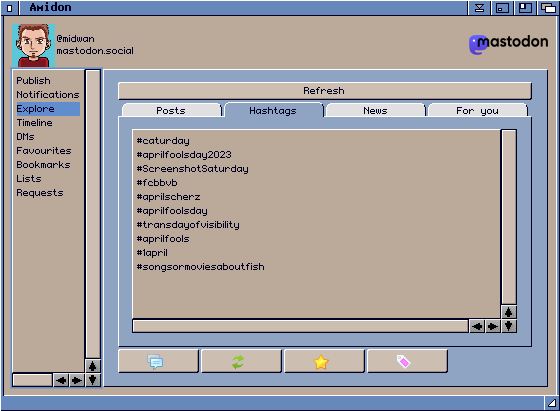 Amidon
@midwan
mastodon.social
mastodon
Publish
Notifications
Explore
Timeline
DMs
Favourites
Bookmarks
Lists
Requests
Refresh
Posts
Hashtags
News
For you
#caturday
#aprilfoolsday2023
#ScreenshotSaturday
#fcbbvb
#aprilscherz
#aprilfoolsday
#transdayofvisibility
#aprilfools
#1april
#songsormoviesaboutfish